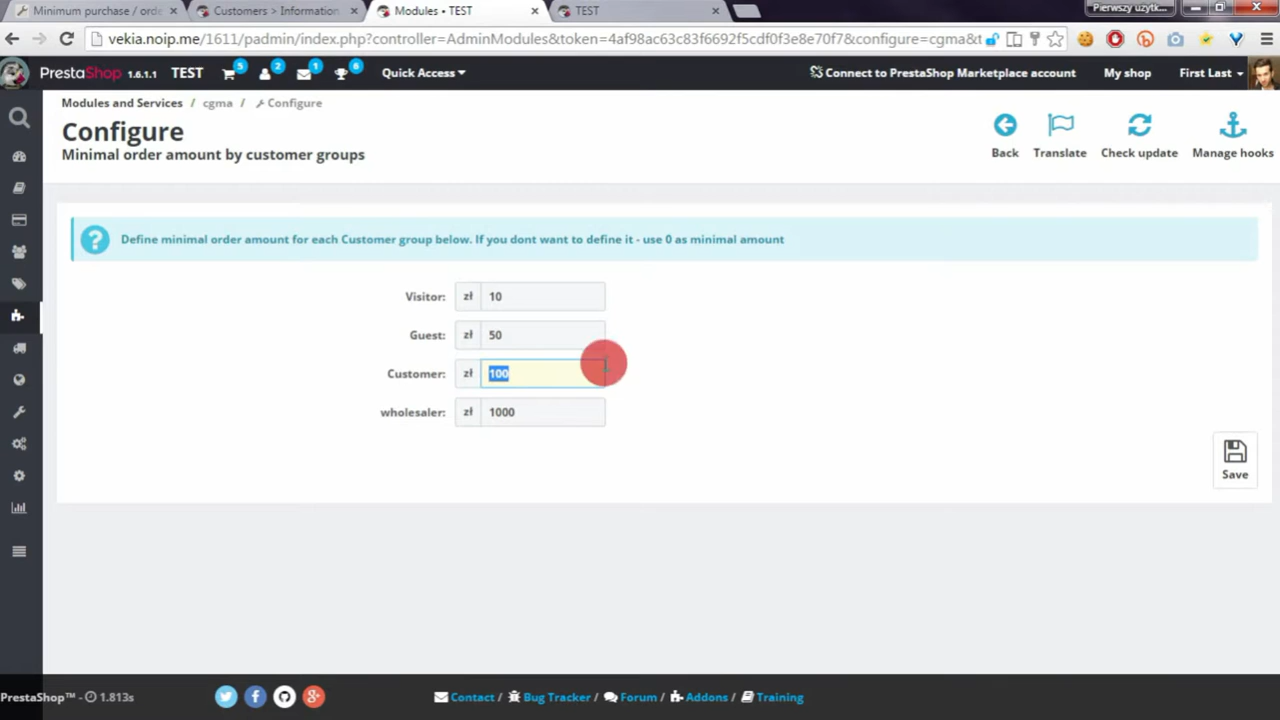 Minimum purchase / orde
Customers > Information
Modules • TEST
TEST
Pierwszy użytk...
vekia.noip.me/1611/padmin/index.php?controller=AdminModules&token=4af98ac63c83f6692f5cdf0f3e8e70f7&configure=cgma&t
PrestaShop 1.6.1.1 TEST 5 2 1 6 Quick Access
Connect to PrestaShop Marketplace account My shop First Last
Modules and Services / cgma / Configure
Configure
Minimal order amount by customer groups
Back Translate Check update Manage hooks
Define minimal order amount for each Customer group below. If you dont want to define it - use 0 as minimal amount
Visitor: zł 10
Guest: zł 50
Customer: zł 100
wholesaler: zł 1000
Save
PrestaShop™ - 1.813s
Contact / Bug Tracker / Forum / Addons / Training